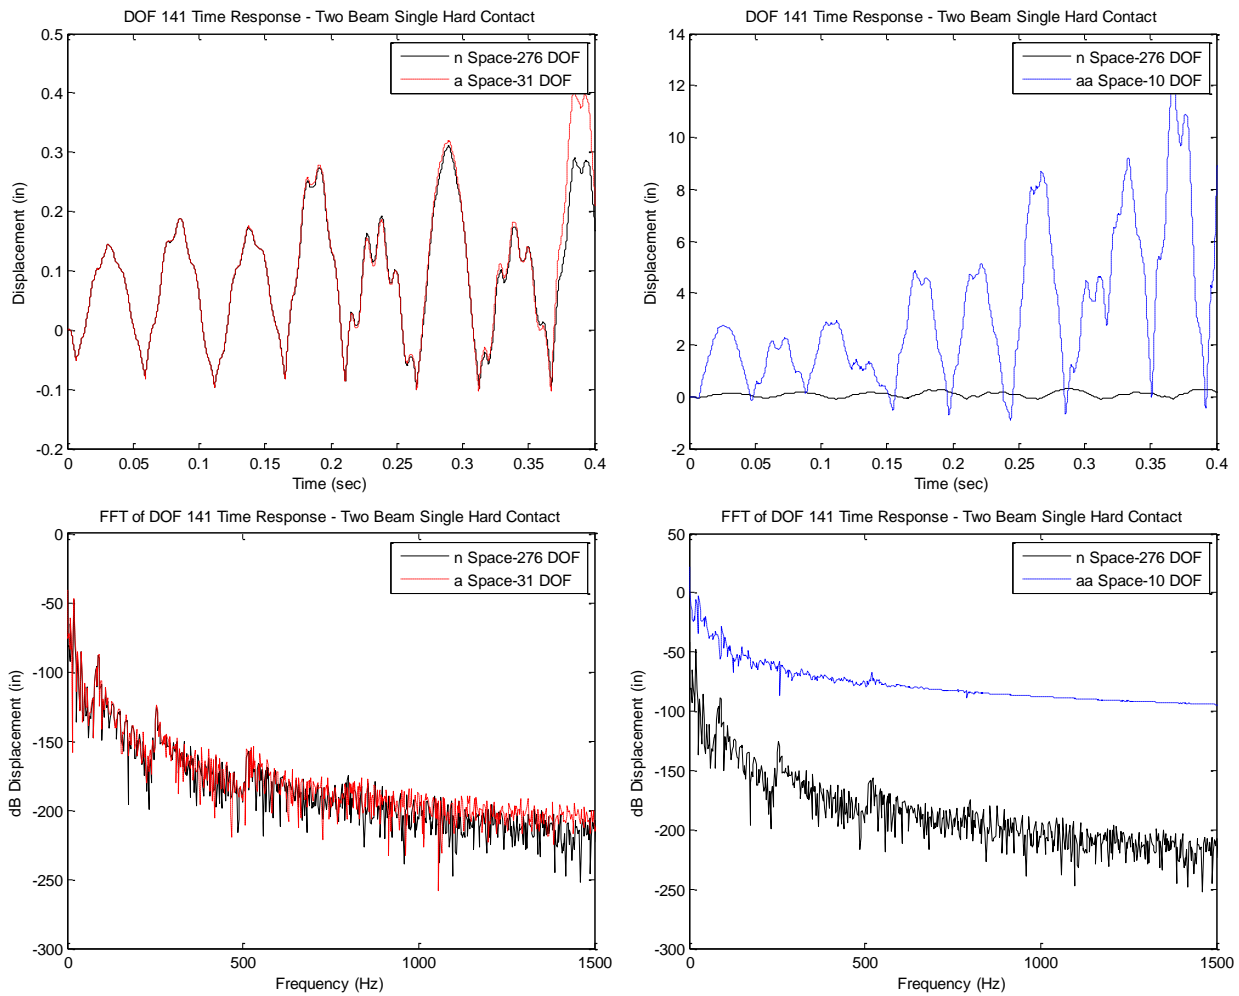 DOF 141 Time Response - Two Beam Single Hard Contact
0.5
0.4
0.3
0.2
0.1
0
-0.1
-0.2
0
0.05
0.1
0.15
0.2
0.25
0.3
0.35
0.4
Displacement (in)
Time (sec)
n Space-276 DOF
a Space-31 DOF
DOF 141 Time Response - Two Beam Single Hard Contact
14
12
10
8
6
4
2
0
-2
0
0.05
0.1
0.15
0.2
0.25
0.3
0.35
0.4
Displacement (in)
Time (sec)
n Space-276 DOF
aa Space-10 DOF
FFT of DOF 141 Time Response - Two Beam Single Hard Contact
0
-50
-100
-150
-200
-250
-300
0
500
1000
1500
dB Displacement (in)
Frequency (Hz)
n Space-276 DOF
a Space-31 DOF
FFT of DOF 141 Time Response - Two Beam Single Hard Contact
50
0
-50
-100
-150
-200
-250
-300
0
500
1000
1500
dB Displacement (in)
Frequency (Hz)
n Space-276 DOF
aa Space-10 DOF